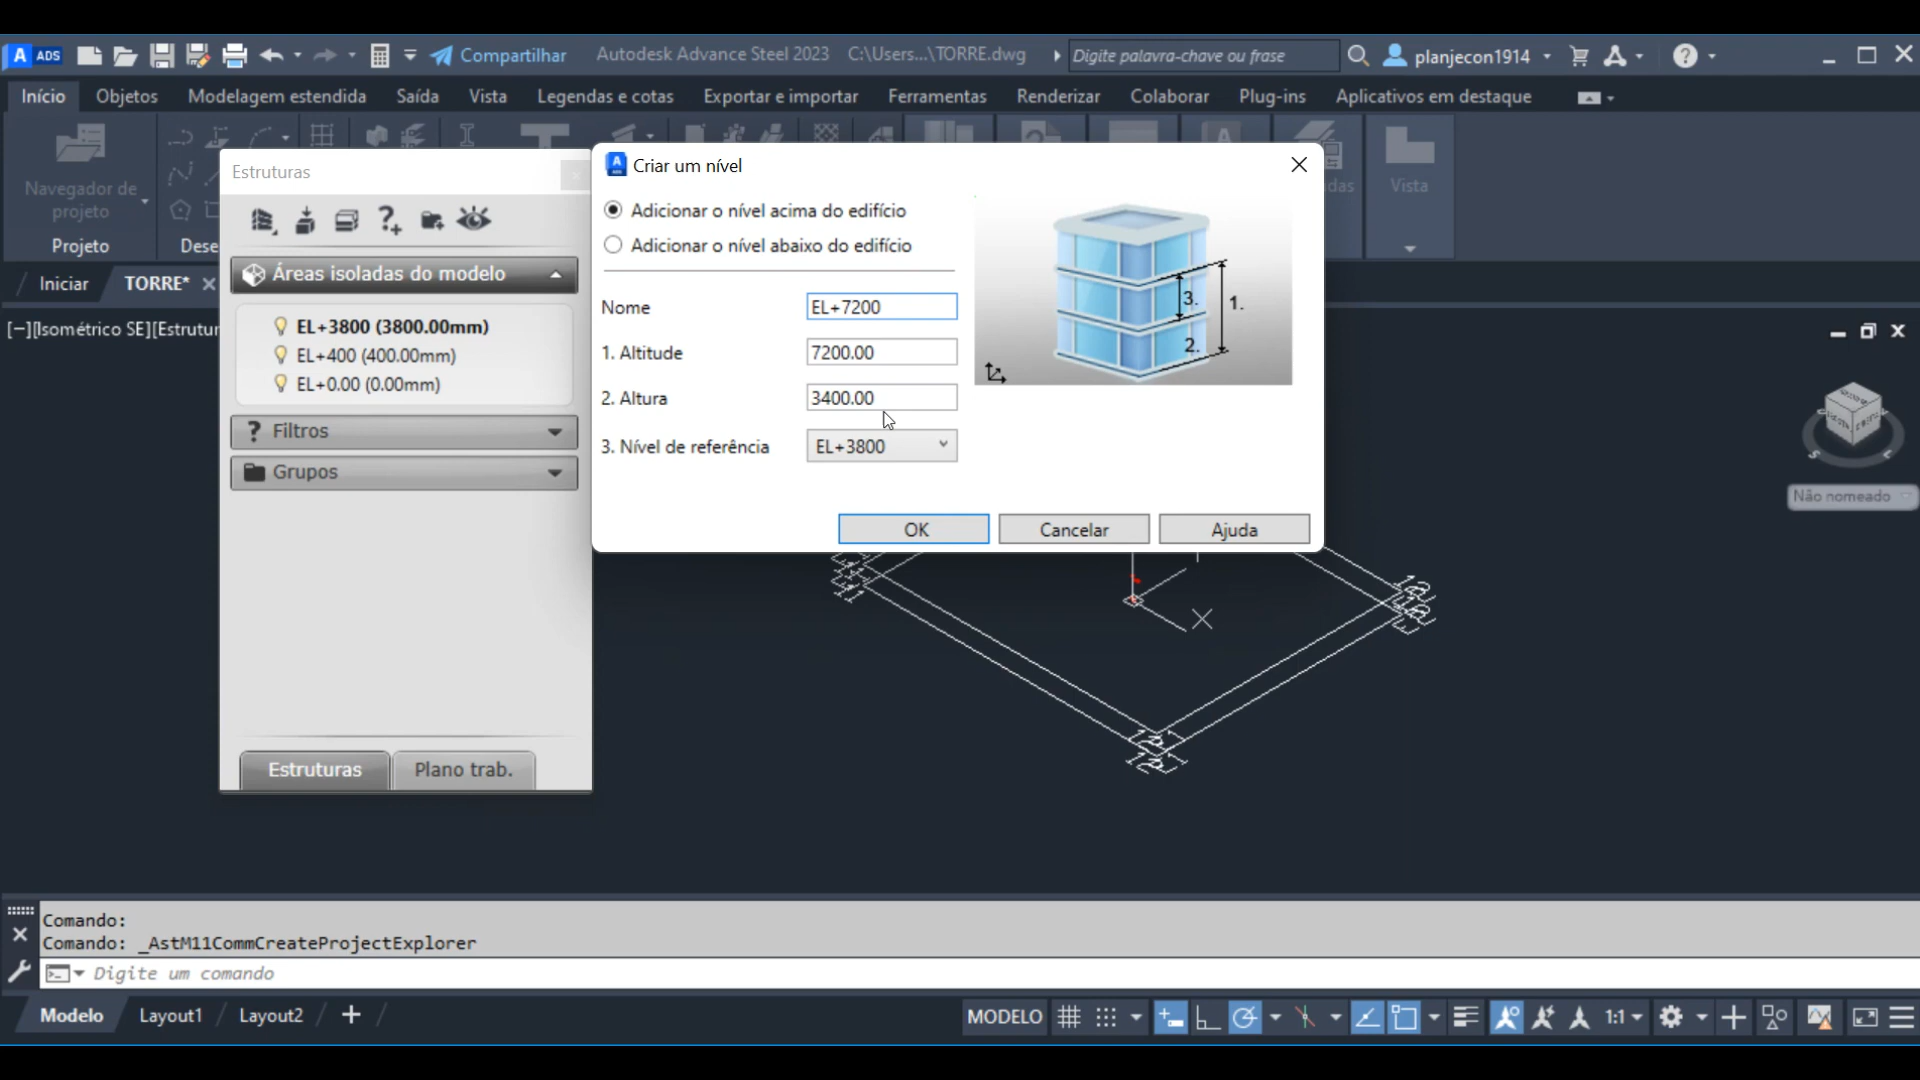 A ADS Compartilhar Autodesk Advance Steel 2023 C:\Users...\TORRE.dwg Digite palavra-chave ou frase planjecon1914
Início Objetos Modelagem estendida Saída Vista Legendas e cotas Exportar e importar Ferramentas Renderizar Colaborar Plug-ins Aplicativos em destaque
Navegador de projeto
Vista
Projeto
Iniciar TORRE*
[−][Isométrico SE]
Estruturas
Áreas isoladas do modelo
EL+3800 (3800.00mm)
EL+400 (400.00mm)
EL+0.00 (0.00mm)
Filtros
Grupos
Estruturas Plano trab.
Criar um nível
Adicionar o nível acima do edifício
Adicionar o nível abaixo do edifício
Nome EL+7200
1. Altitude 7200.00
2. Altura 3400.00
3. Nível de referência EL+3800
3. 1.
2.
OK Cancelar Ajuda
Não nomeado
Comando:
Comando: _AstM11CommCreateProjectExplorer
Digite um comando
Modelo Layout1 Layout2 MODELO 1:1